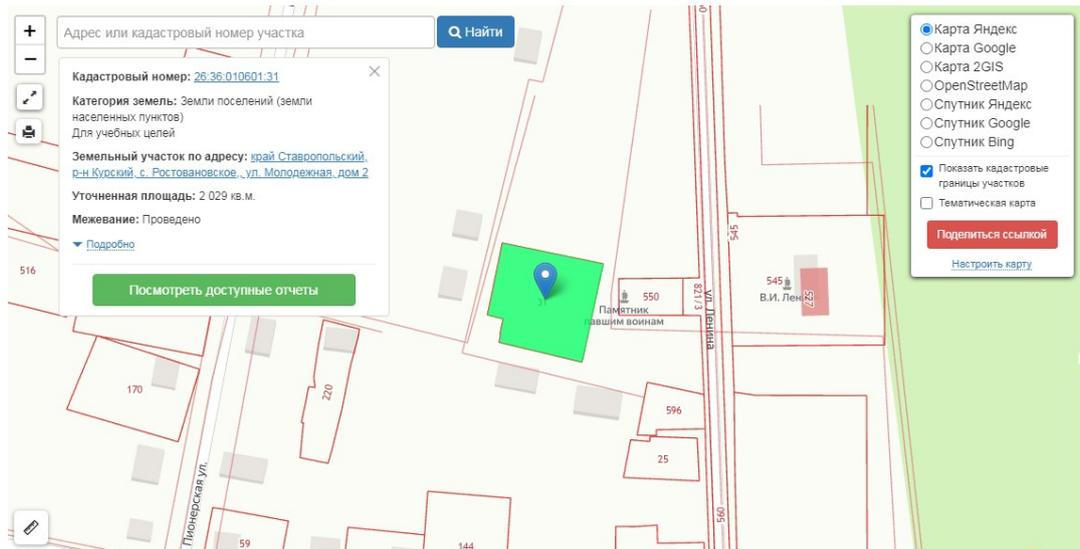 +
Адрес или кадастровый номер участка
Найти
−
Кадастровый номер: 26:36:010601:31
Категория земель: Земли поселений (земли
населенных пунктов)
Для учебных целей
Земельный участок по адресу: край Ставропольский,
р-н Курский, с. Ростовановское,, ул. Молодежная, дом 2
Уточненная площадь: 2 029 кв.м.
Межевание: Проведено
Подробно
Посмотреть доступные отчеты
Карта Яндекс
Карта Google
Карта 2GIS
OpenStreetMap
Спутник Яндекс
Спутник Google
Спутник Bing
Показать кадастровые
границы участков
Тематическая карта
Поделиться ссылкой
Настроить карту
516
31
550
Памятник
павшим воинам
821/3
ул. Ленина
545
545
527
В.И. Лен
170
220
596
25
Пионерская ул.
59
144
560